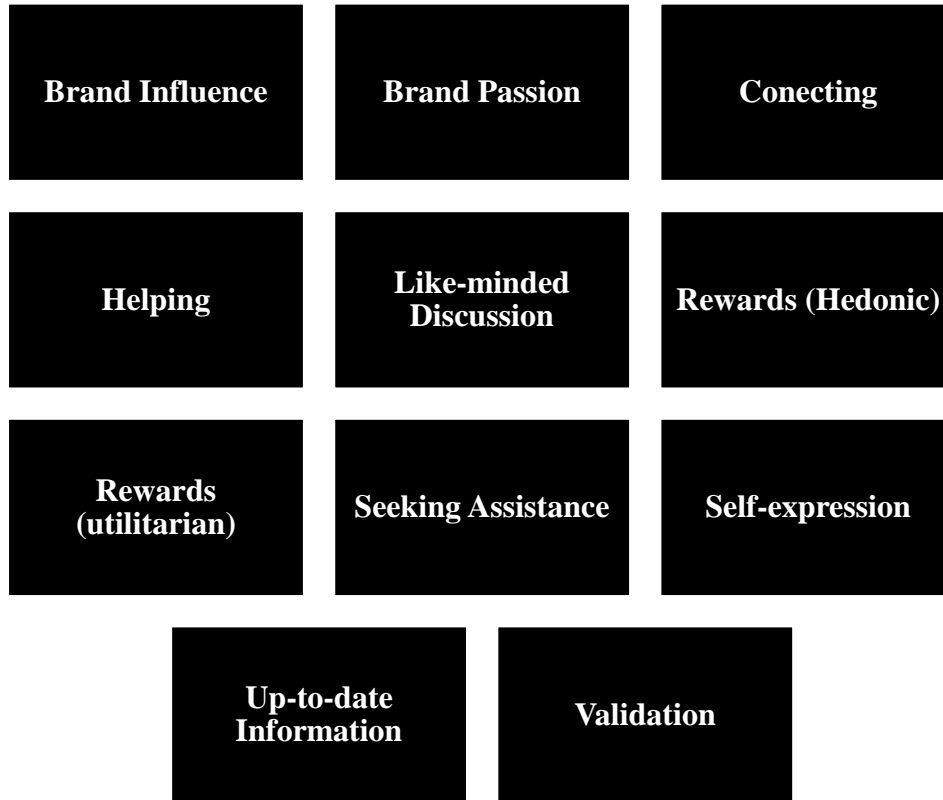 Brand Influence
Brand Passion
Conecting
Helping
Like-minded
Discussion
Rewards (Hedonic)
Rewards
(utilitarian)
Seeking Assistance
Self-expression
Up-to-date
Information
Validation